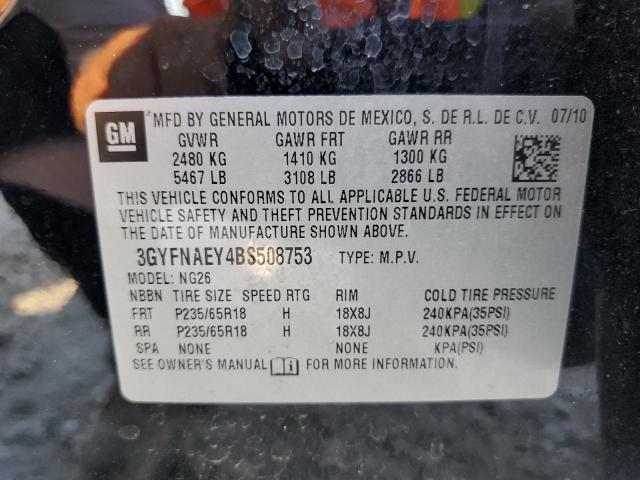 GM
MFD BY GENERAL MOTORS DE MEXICO, S. DE R.L. DE C.V. 07/10
GVWR GAWR FRT GAWR RR
2480 KG 1410 KG 1300 KG
5467 LB 3108 LB 2866 LB
THIS VEHICLE CONFORMS TO ALL APPLICABLE U.S. FEDERAL MOTOR
VEHICLE SAFETY AND THEFT PREVENTION STANDARDS IN EFFECT ON
THE DATE OF MANUFACTURE SHOWN ABOVE.
3GYFNAEY4BS508753 TYPE: M.P.V.
MODEL: NG26
NBBN TIRE SIZE SPEED RTG RIM COLD TIRE PRESSURE
FRT P235/65R18 H 18X8J 240KPA(35PSI)
RR P235/65R18 H 18X8J 240KPA(35PSI)
SPA NONE NONE KPA(PSI)
SEE OWNER'S MANUAL i FOR MORE INFORMATION.